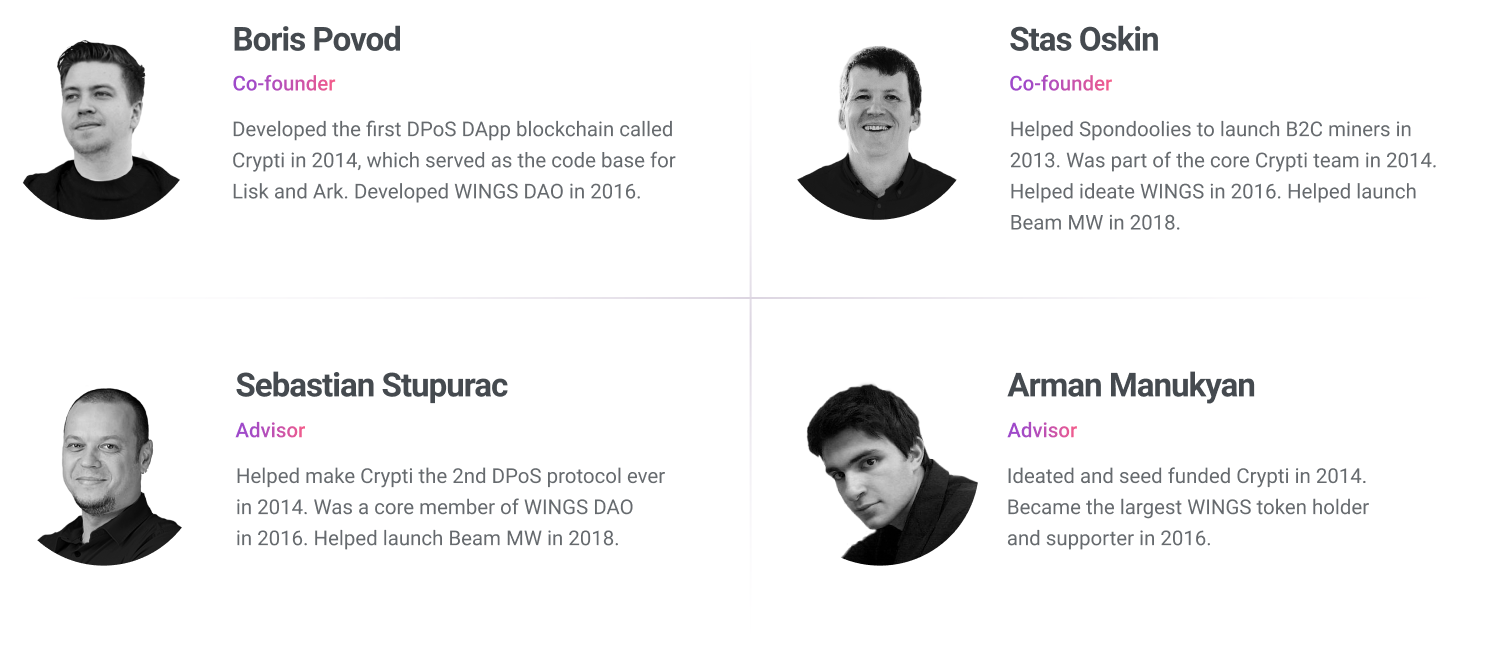 Boris Povod
Co-founder
Developed the first DPoS DApp blockchain called
Crypti in 2014, which served as the code base for
Lisk and Ark. Developed WINGS DAO in 2016.
Stas Oskin
Co-founder
Helped Spondoolies to launch B2C miners in
2013. Was part of the core Crypti team in 2014.
Helped ideate WINGS in 2016. Helped launch
Beam MW in 2018.
Sebastian Stupurac
Advisor
Helped make Crypti the 2nd DPoS protocol ever
in 2014. Was a core member of WINGS DAO
in 2016. Helped launch Beam MW in 2018.
Arman Manukyan
Advisor
Ideated and seed funded Crypti in 2014.
Became the largest WINGS token holder
and supporter in 2016.